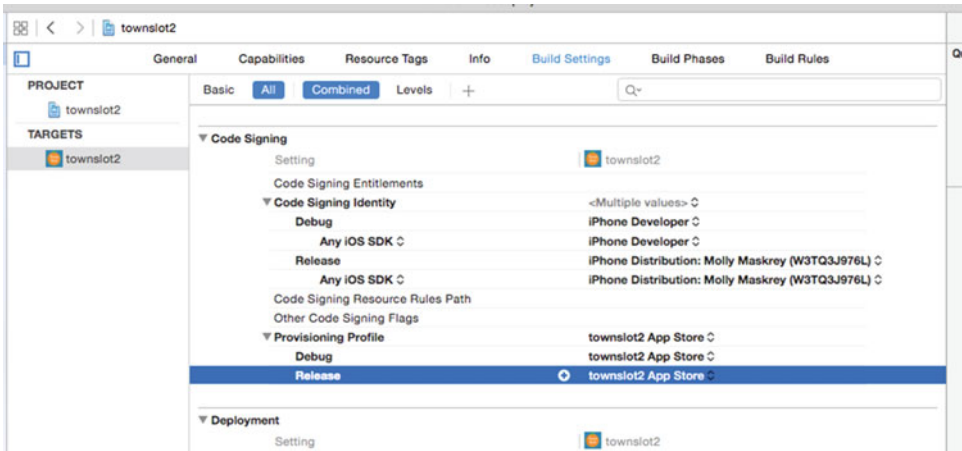 townslot2
General Capabilities Resource Tags Info Build Settings Build Phases Build Rules
PROJECT
townslot2
TARGETS
townslot2
Basic All Combined Levels +
Code Signing
Setting townslot2
Code Signing Entitlements
Code Signing Identity <Multiple values>
Debug iPhone Developer
Any iOS SDK iPhone Developer
Release iPhone Distribution: Molly Maskrey (W3TQ3J976L)
Any iOS SDK iPhone Distribution: Molly Maskrey (W3TQ3J976L)
Code Signing Resource Rules Path
Other Code Signing Flags
Provisioning Profile townslot2 App Store
Debug townslot2 App Store
Release townslot2 App Store
Deployment
Setting townslot2